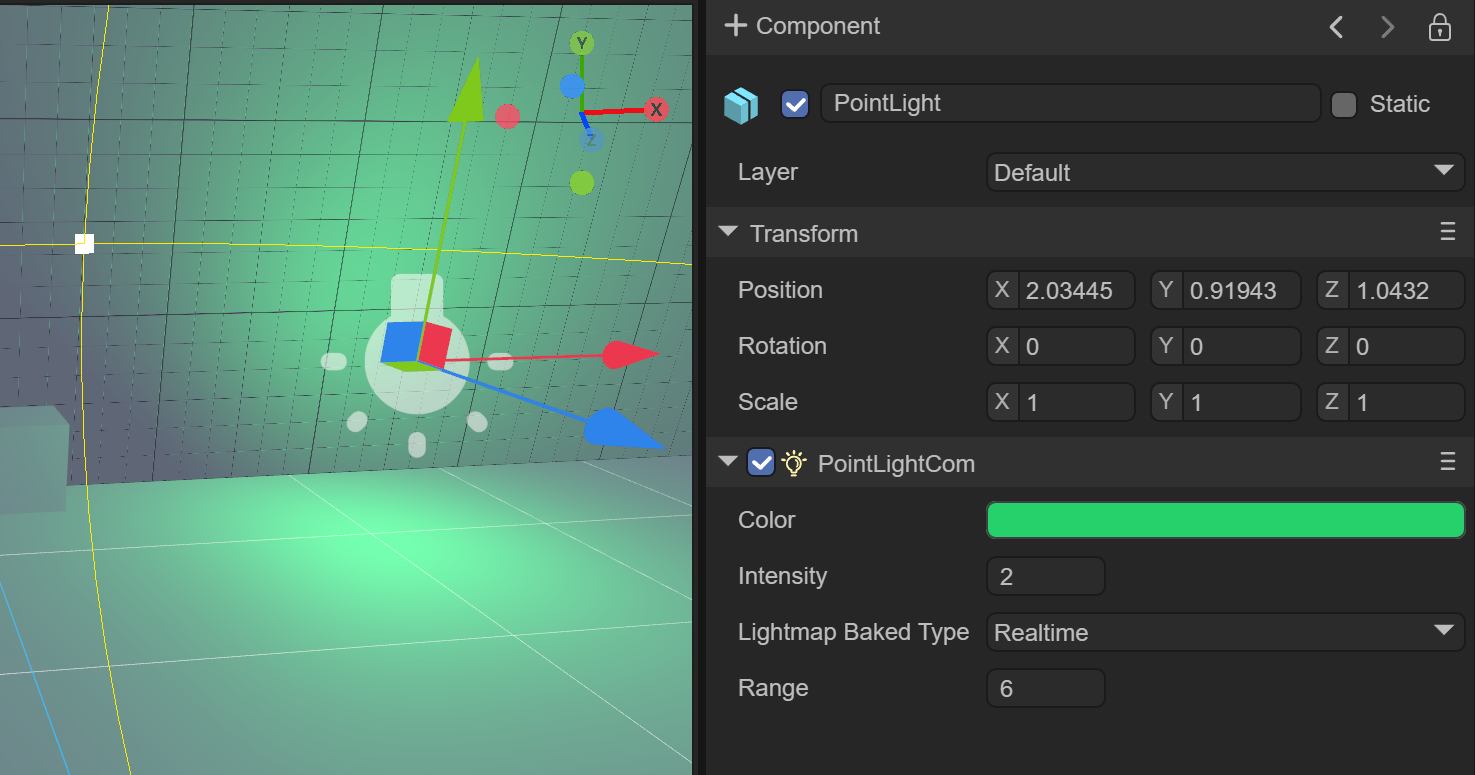 Y
X
Z
Component
PointLight
Static
Layer
Default
Transform
Position X 2.03445 Y 0.91943 Z 1.0432
Rotation X 0 Y 0 Z 0
Scale X 1 Y 1 Z 1
PointLightCom
Color
Intensity 2
Lightmap Baked Type Realtime
Range 6